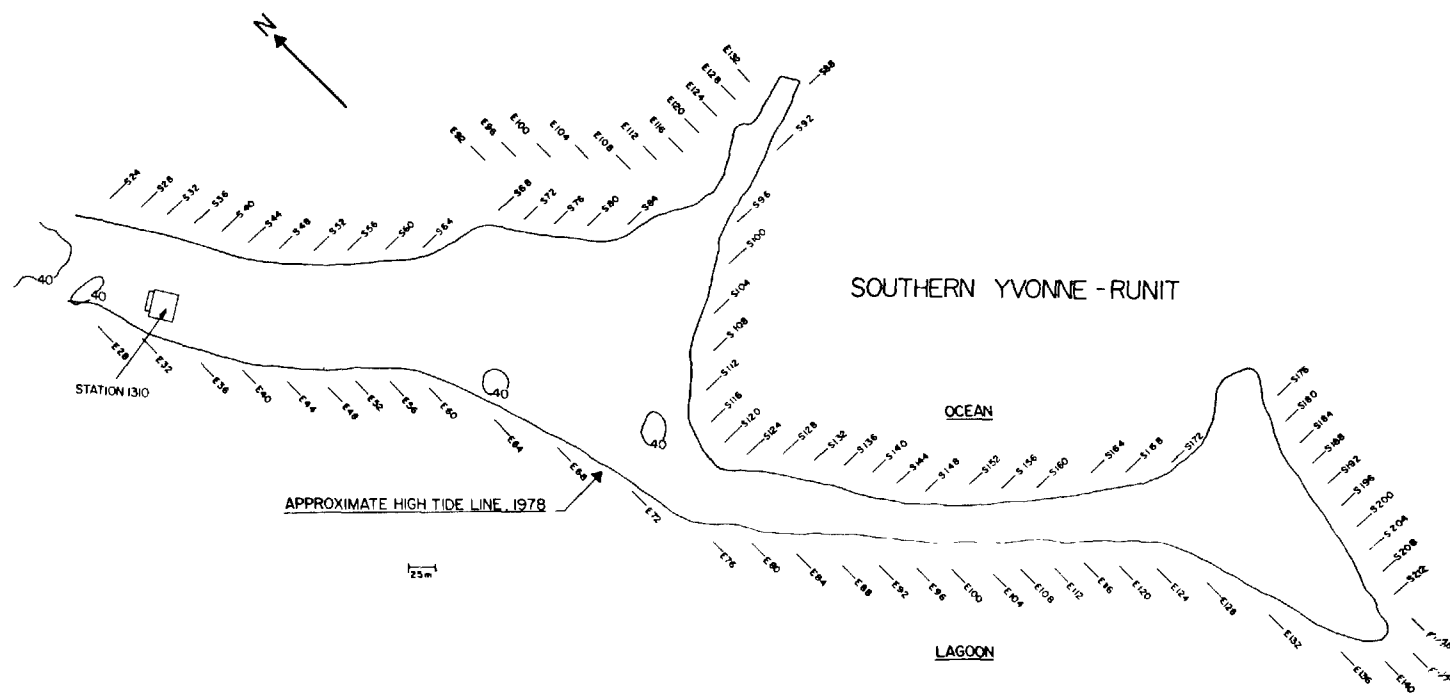 N
E92
E96
E100
E104
E108
E112
E116
E120
E124
E128
E132
S88
S92
S96
S100
S104
S108
S112
S116
S24
S28
S32
S36
S40
S44
S48
S52
S56
S60
S64
S68
S72
S76
S80
S84
40
40
STATION 1310
SOUTHERN YVONNE - RUNIT
40
40
OCEAN
S120
S124
S128
S132
S136
S140
S144
S148
S152
S156
S160
S164
S168
S172
S176
S180
S184
S188
S192
S196
S200
S204
S208
S212
E28
E32
E36
E40
E44
E48
E52
E56
E60
E64
E68
E72
APPROXIMATE HIGH TIDE LINE, 1978
25m
E76
E80
E84
E88
E92
E96
E100
E104
E108
E112
E116
E120
E124
E128
E132
E136
E140
LAGOON